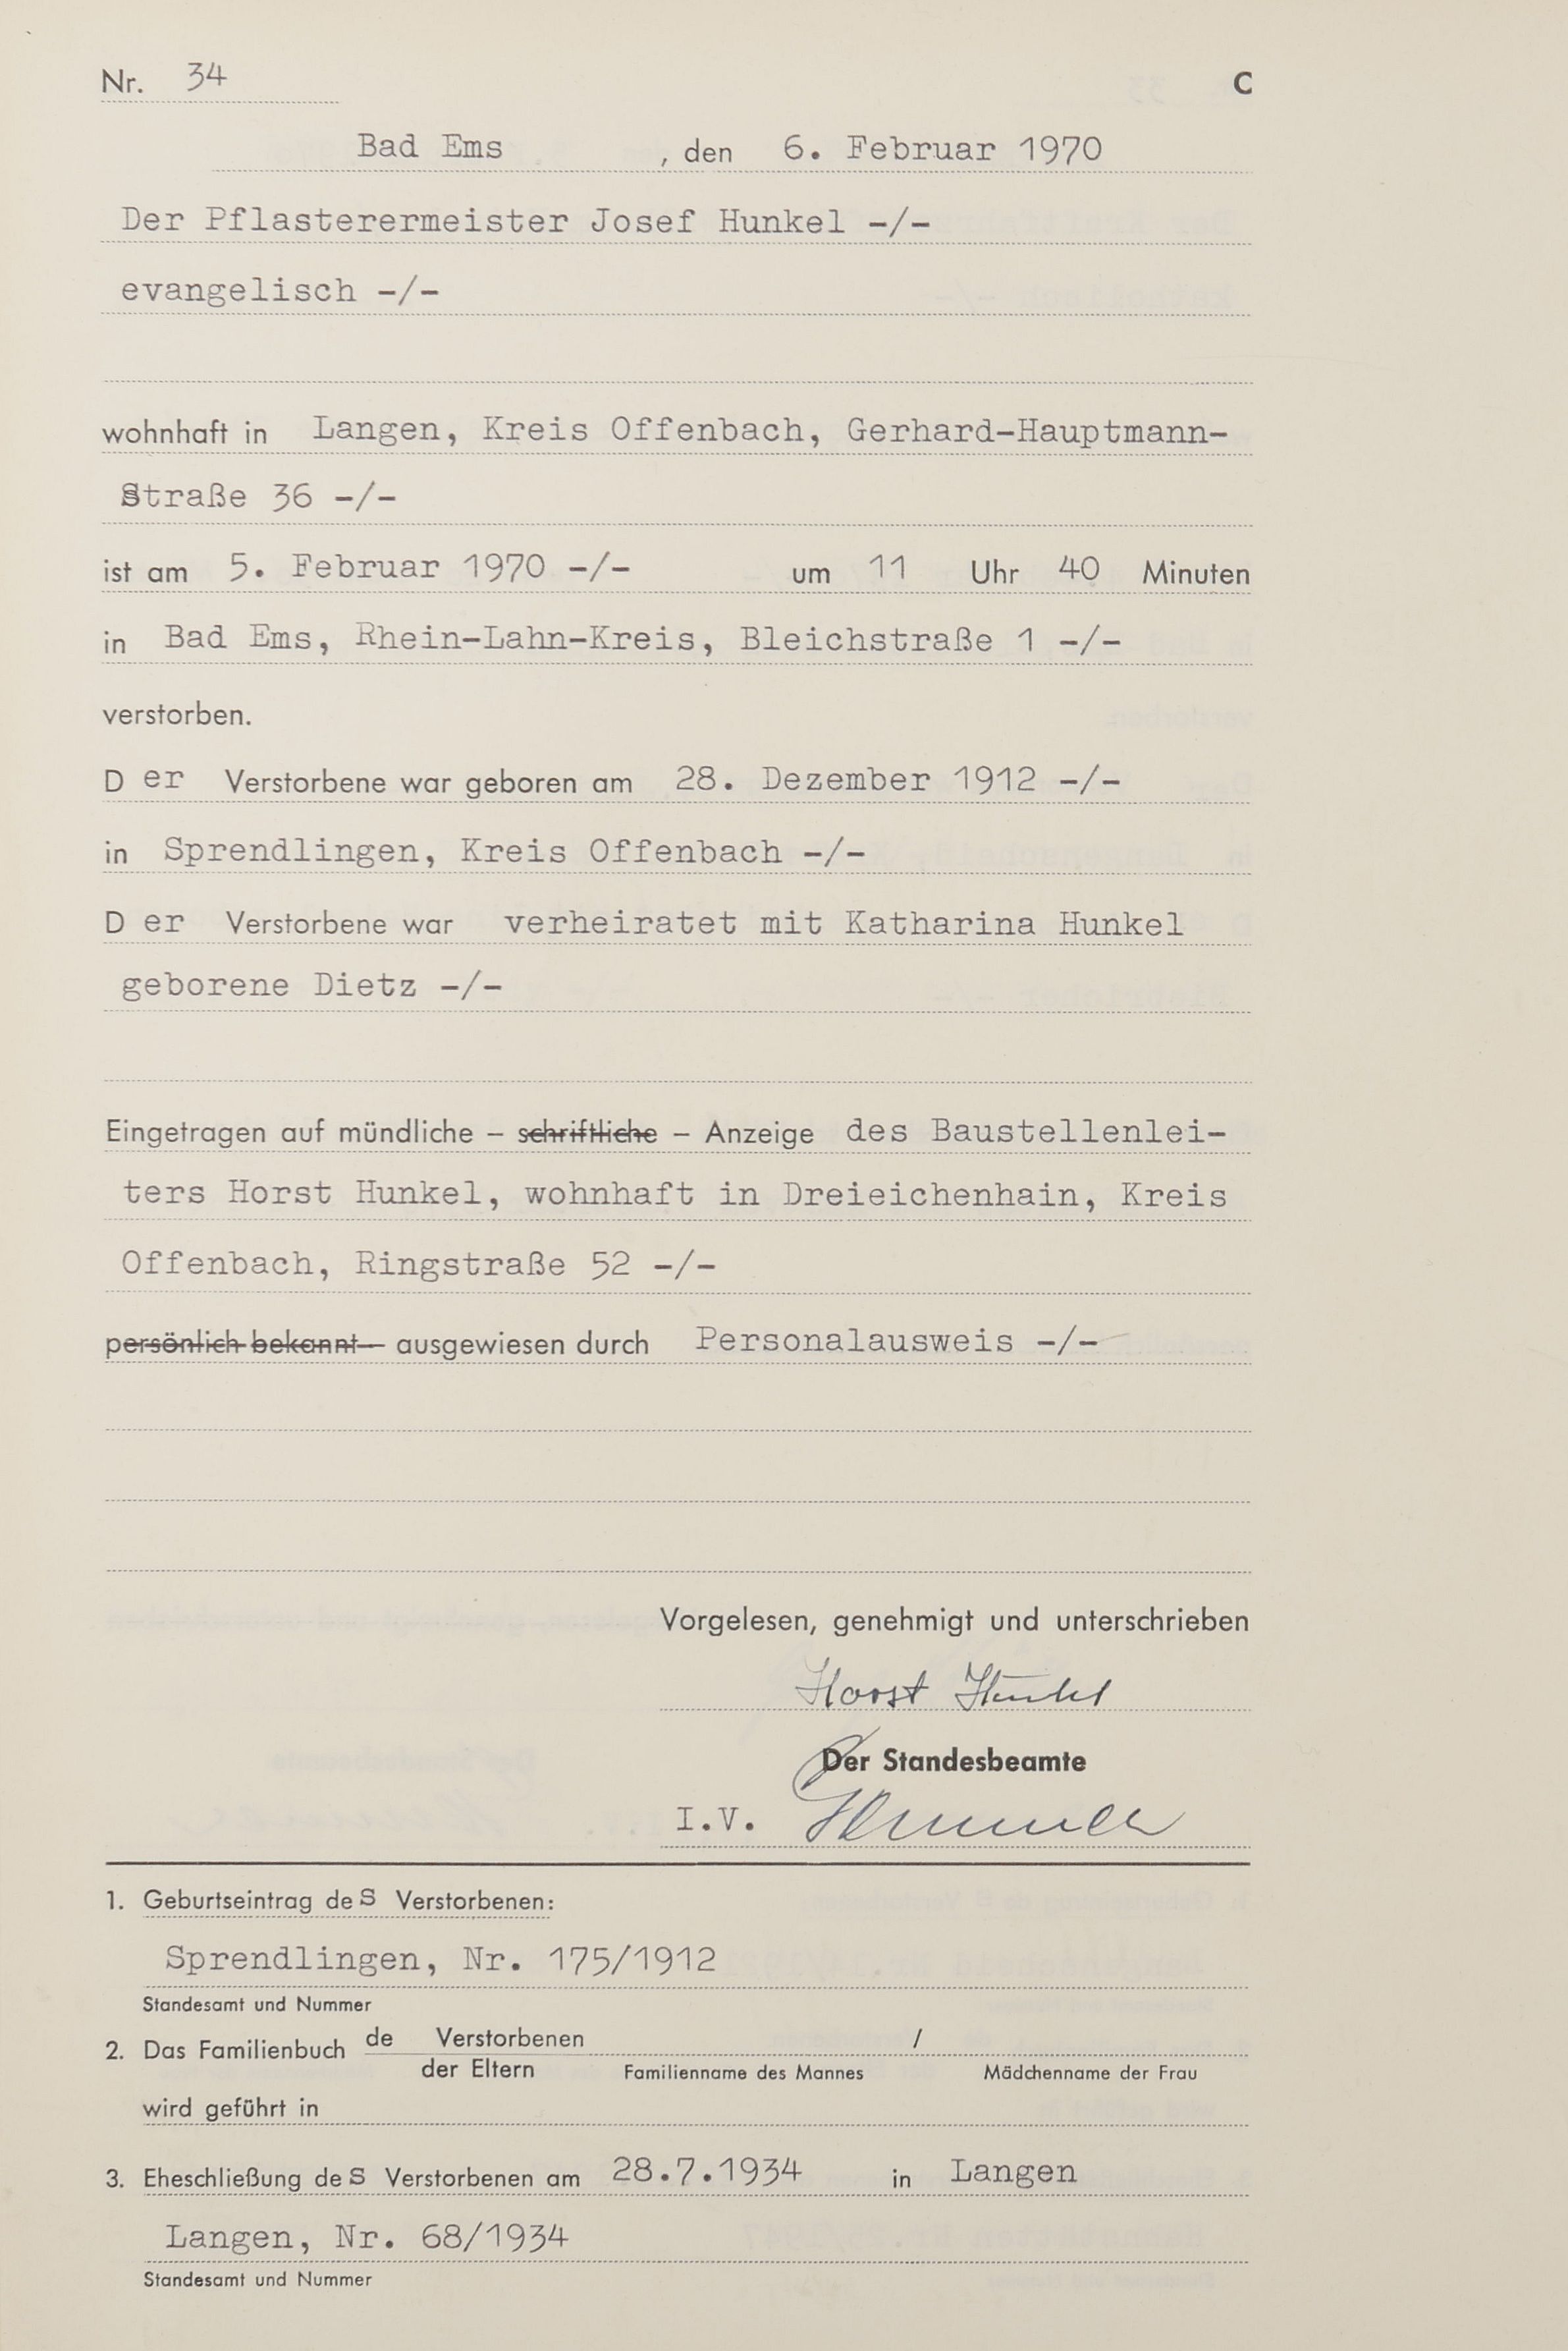 Nr. 34 C
Bad Ems , den 6. Februar 1970
Der Pflasterermeister Josef Hunkel -/-
evangelisch -/-
wohnhaft in Langen, Kreis Offenbach, Gerhard-Hauptmann-
Straße 36 -/-
ist am 5. Februar 1970 -/- um 11 Uhr 40 Minuten
in Bad Ems, Rhein-Lahn-Kreis, Bleichstraße 1 -/-
verstorben.
D er Verstorbene war geboren am 28. Dezember 1912 -/-
in Sprendlingen, Kreis Offenbach -/-
D er Verstorbene war verheiratet mit Katharina Hunkel
geborene Dietz -/-
Eingetragen auf mündliche – schriftliche – Anzeige des Baustellenlei-
ters Horst Hunkel, wohnhaft in Dreieichenhain, Kreis
Offenbach, Ringstraße 52 -/-
persönlich bekannt – ausgewiesen durch Personalausweis -/-
Vorgelesen, genehmigt und unterschrieben
Horst Hunkel
Der Standesbeamte
I.V.
1. Geburtseintrag des Verstorbenen:
Sprendlingen, Nr. 175/1912
Standesamt und Nummer
2. Das Familienbuch de Verstorbenen /
der Eltern Familienname des Mannes Mädchenname der Frau
wird geführt in
3. Eheschließung des Verstorbenen am 28.7.1934 in Langen
Langen, Nr. 68/1934
Standesamt und Nummer